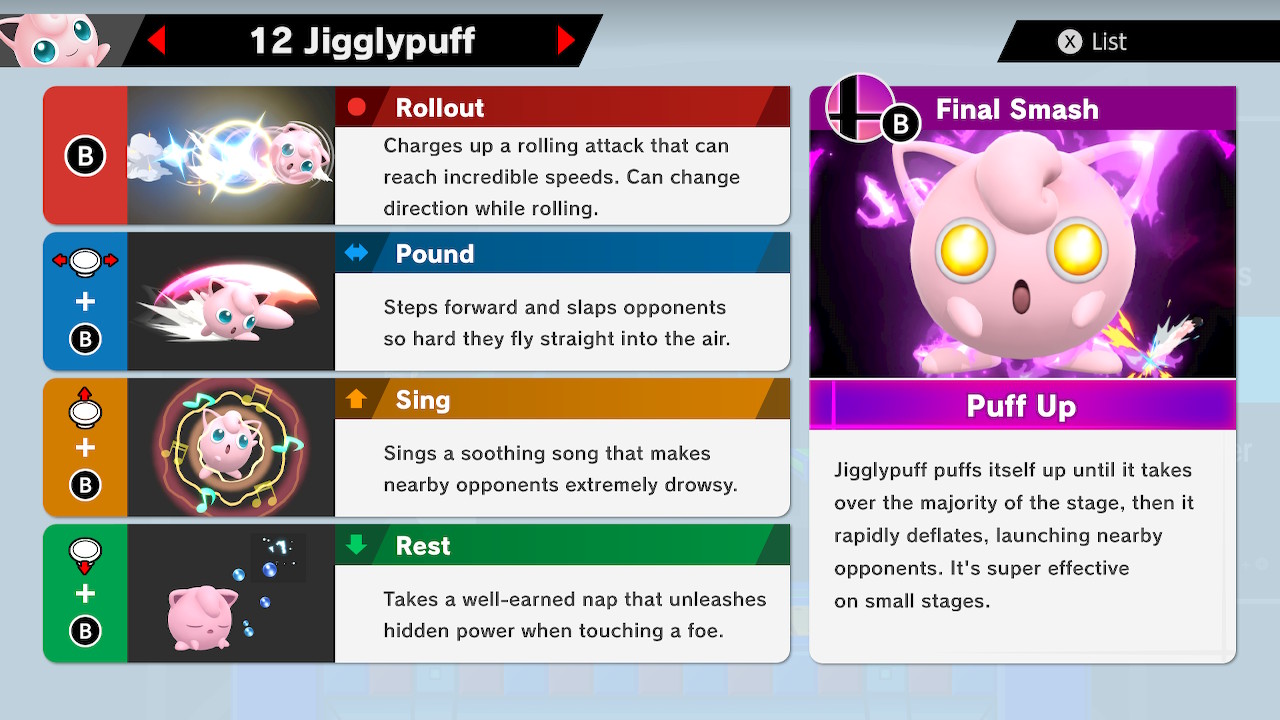 12 Jigglypuff
X List
B
Rollout
Charges up a rolling attack that can
reach incredible speeds. Can change
direction while rolling.
+
B
Pound
Steps forward and slaps opponents
so hard they fly straight into the air.
+
B
Sing
Sings a soothing song that makes
nearby opponents extremely drowsy.
+
B
Rest
Takes a well-earned nap that unleashes
hidden power when touching a foe.
B
Final Smash
Puff Up
Jigglypuff puffs itself up until it takes
over the majority of the stage, then it
rapidly deflates, launching nearby
opponents. It's super effective
on small stages.